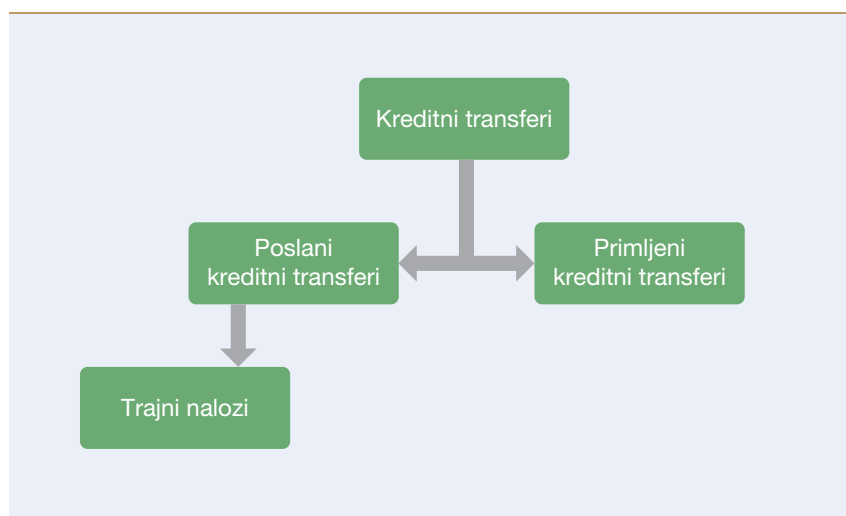 Kreditni transferi
Poslani
kreditni transferi
Primljeni
kreditni transferi
Trajni nalozi